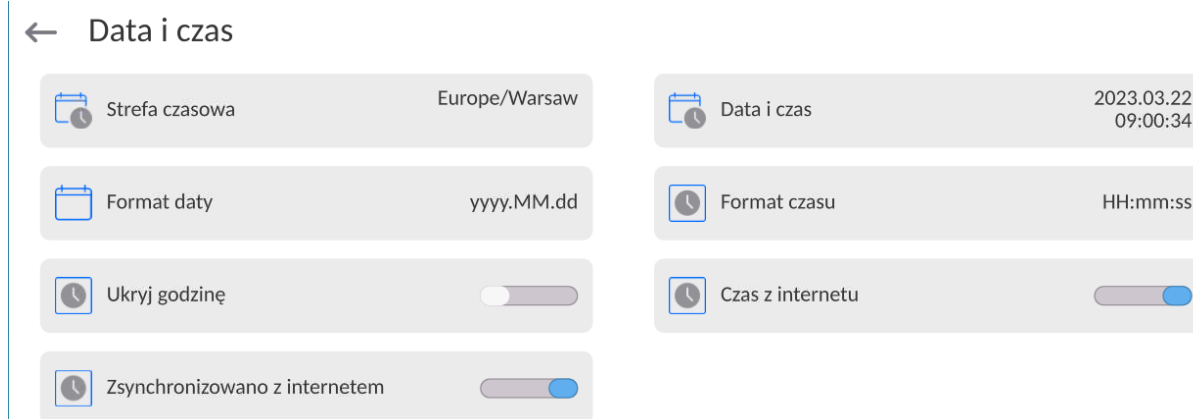 Data i czas
Strefa czasowa
Europe/Warsaw
Data i czas
2023.03.22
09:00:34
Format daty
yyyy.MM.dd
Format czasu
HH:mm:ss
Ukryj godzinę
Czas z internetu
Zsynchronizowano z internetem